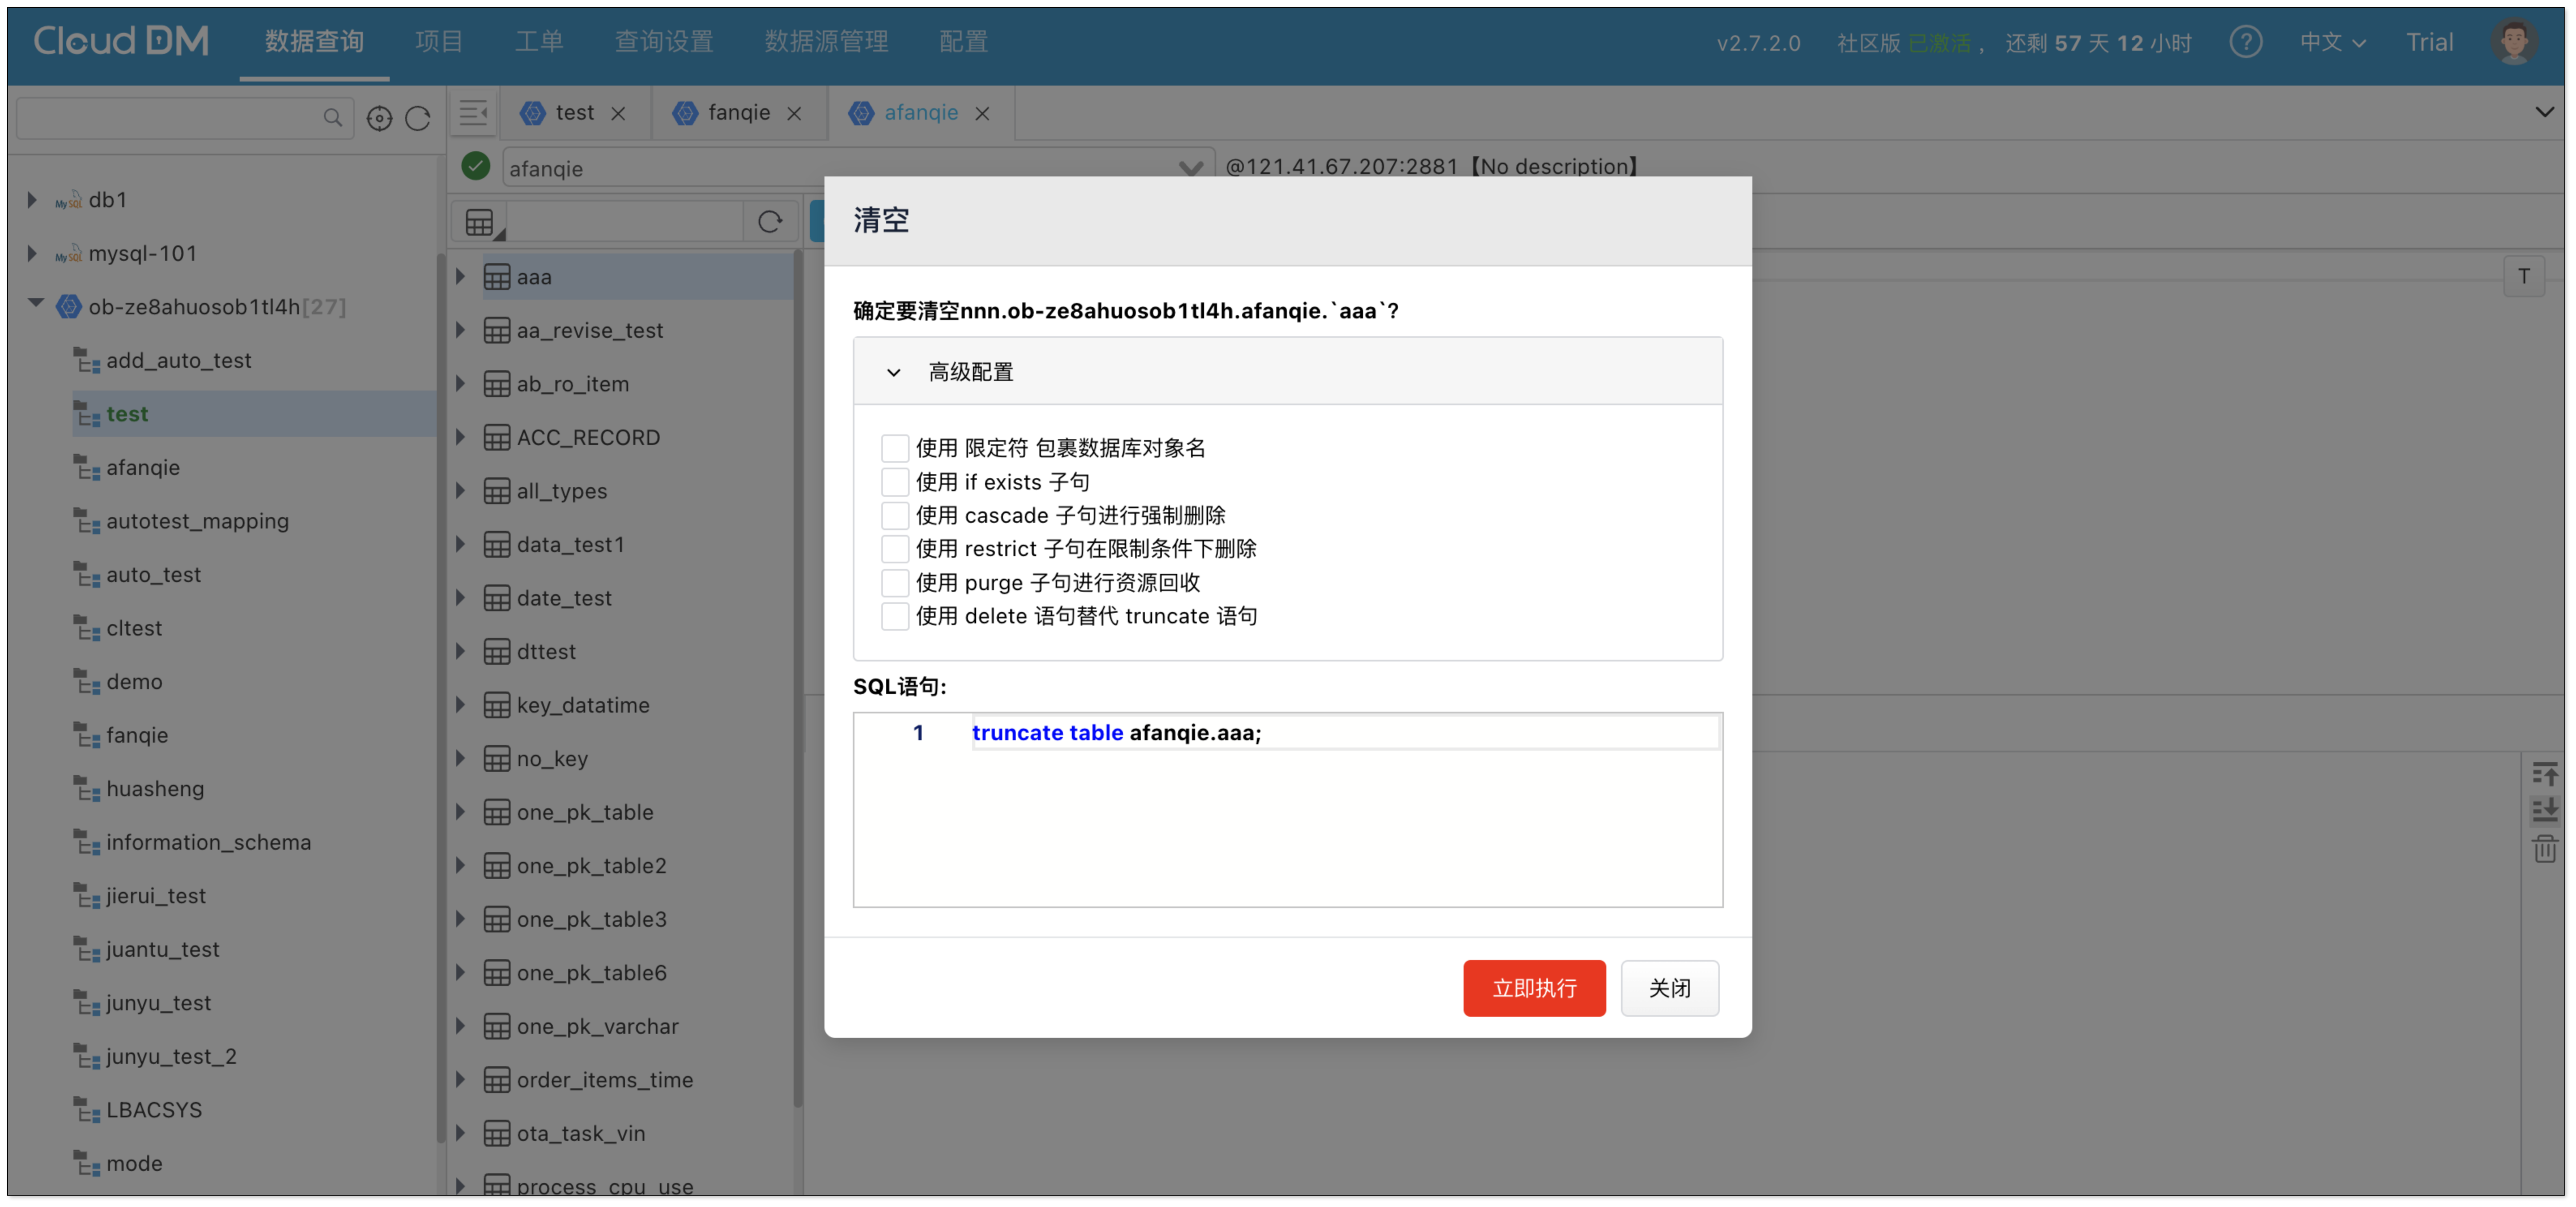 Cloud DM 数据查询 项目 工单 查询设置 数据源管理 配置 v2.7.2.0 社区版 已激活， 还剩 57 天 12 小时 ? 中文 Trial
test fanqie afanqie
afanqie @121.41.67.207:2881【No description】
db1
mysql-101
ob-ze8ahuosob1tl4h[27]
add_auto_test
test
afanqie
autotest_mapping
auto_test
cltest
demo
fanqie
huasheng
information_schema
jierui_test
juantu_test
junyu_test
junyu_test_2
LBACSYS
mode
aaa
aa_revise_test
ab_ro_item
ACC_RECORD
all_types
data_test1
date_test
dttest
key_datatime
no_key
one_pk_table
one_pk_table2
one_pk_table3
one_pk_table6
one_pk_varchar
order_items_time
ota_task_vin
process_cpu_use
T
清空
确定要清空nnn.ob-ze8ahuosob1tl4h.afanqie.`aaa`?
高级配置
使用 限定符 包裹数据库对象名
使用 if exists 子句
使用 cascade 子句进行强制删除
使用 restrict 子句在限制条件下删除
使用 purge 子句进行资源回收
使用 delete 语句替代 truncate 语句
SQL语句:
1 truncate table afanqie.aaa;
立即执行 关闭